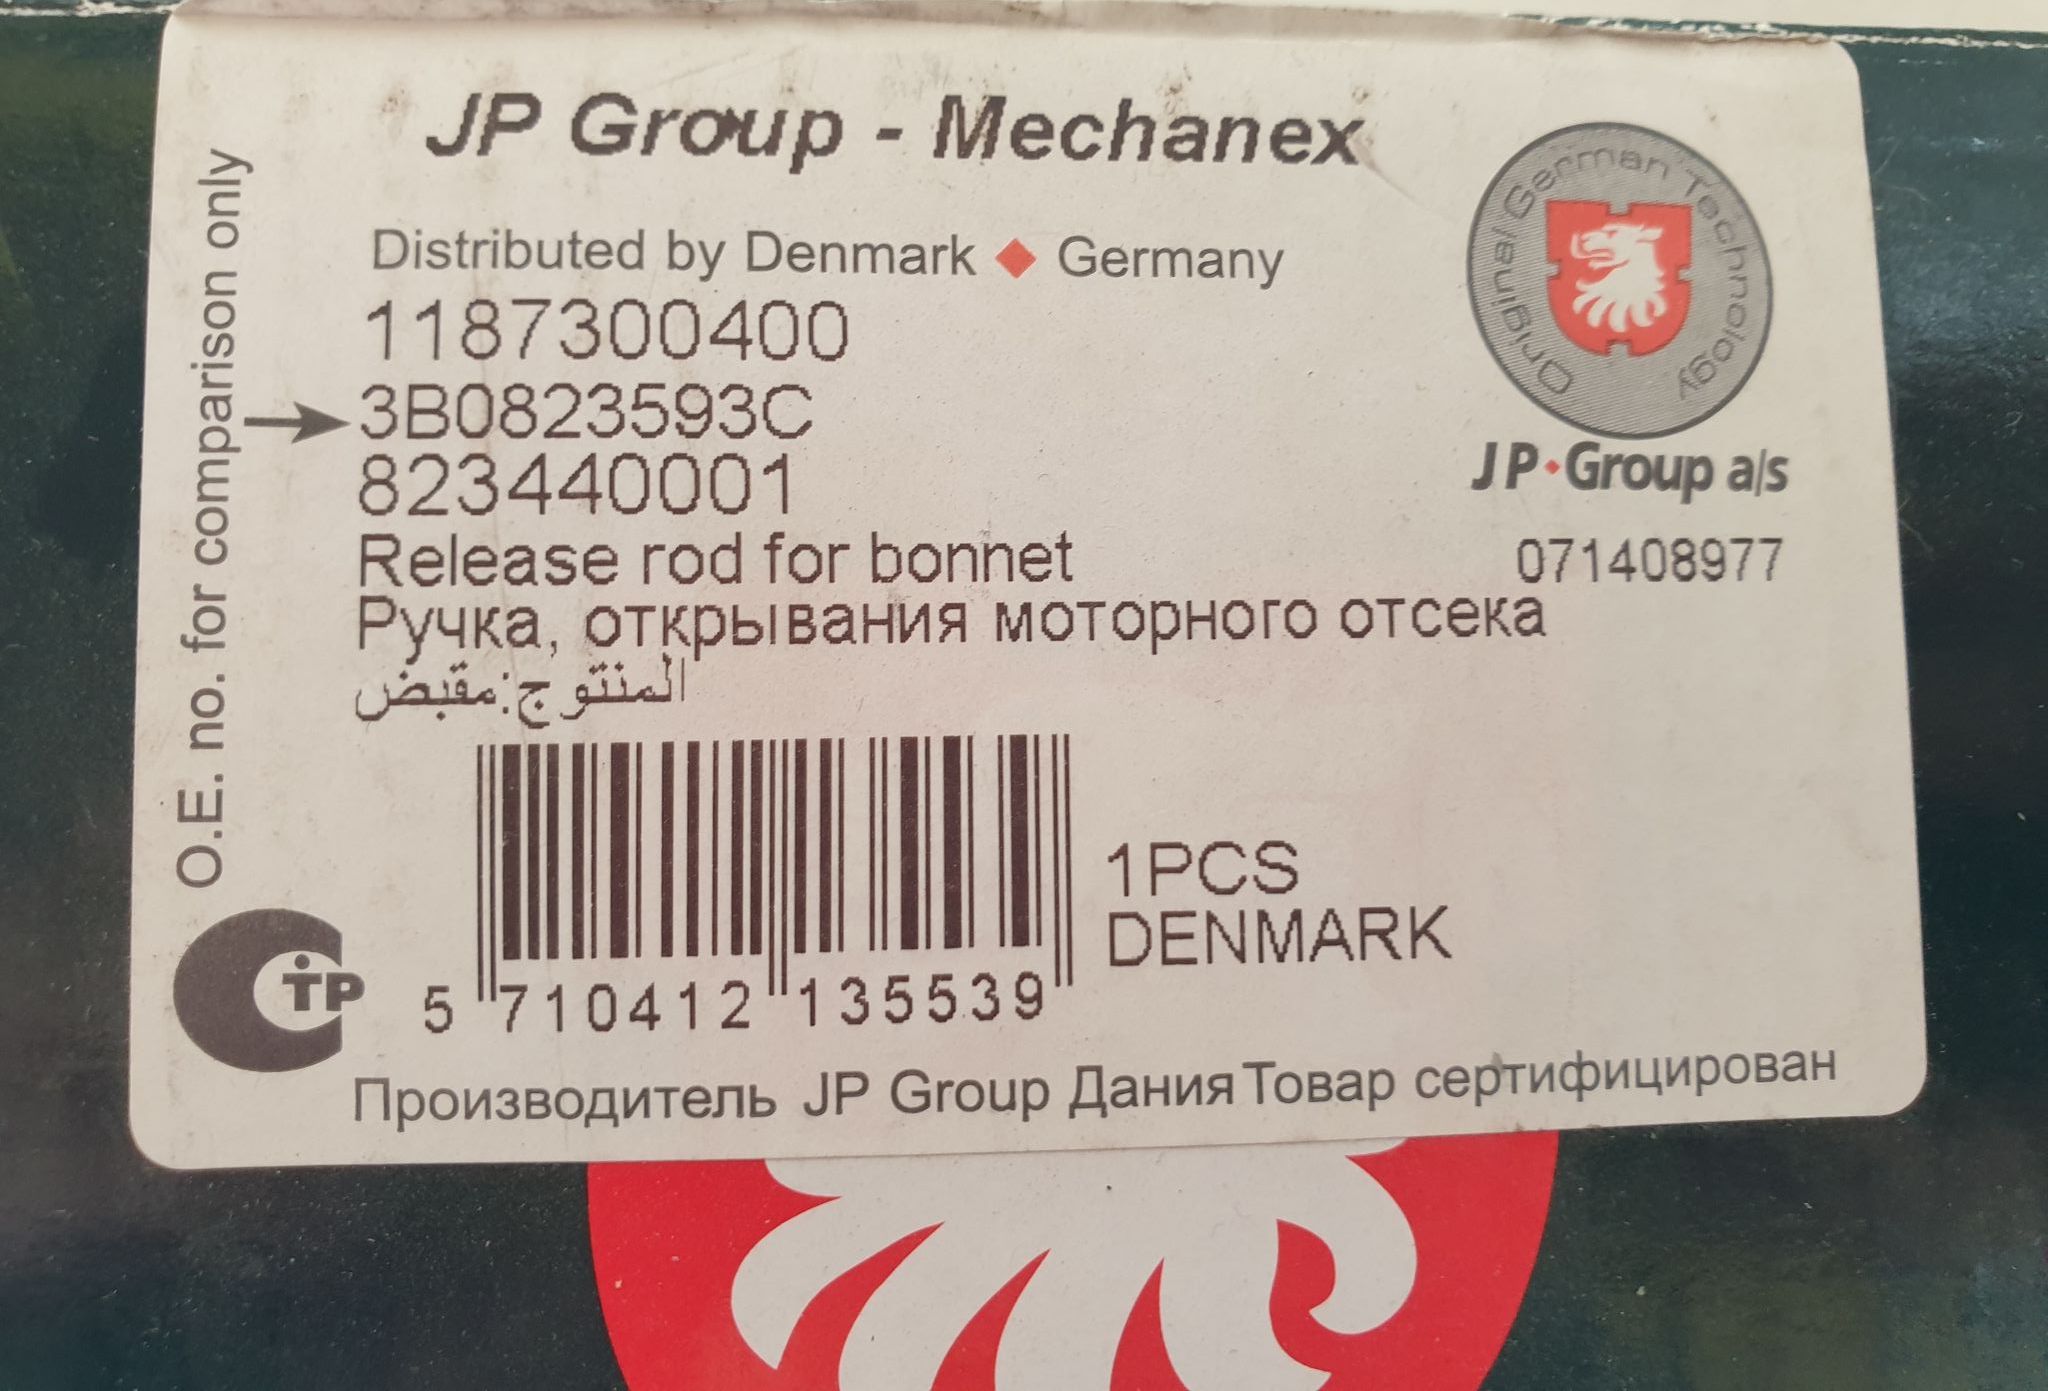 JP Group - Mechanex
Distributed by Denmark ♦ Germany
1187300400
3B0823593C
823440001
Release rod for bonnet
Ручка, открывания моторного отсека
المنتوج:مقبض
O.E. no. for comparison only
Original German Technology
JP·Group a/s
071408977
5 710412 135539
1PCS
DENMARK
СТР
Производитель JP Group Дания Товар сертифицирован